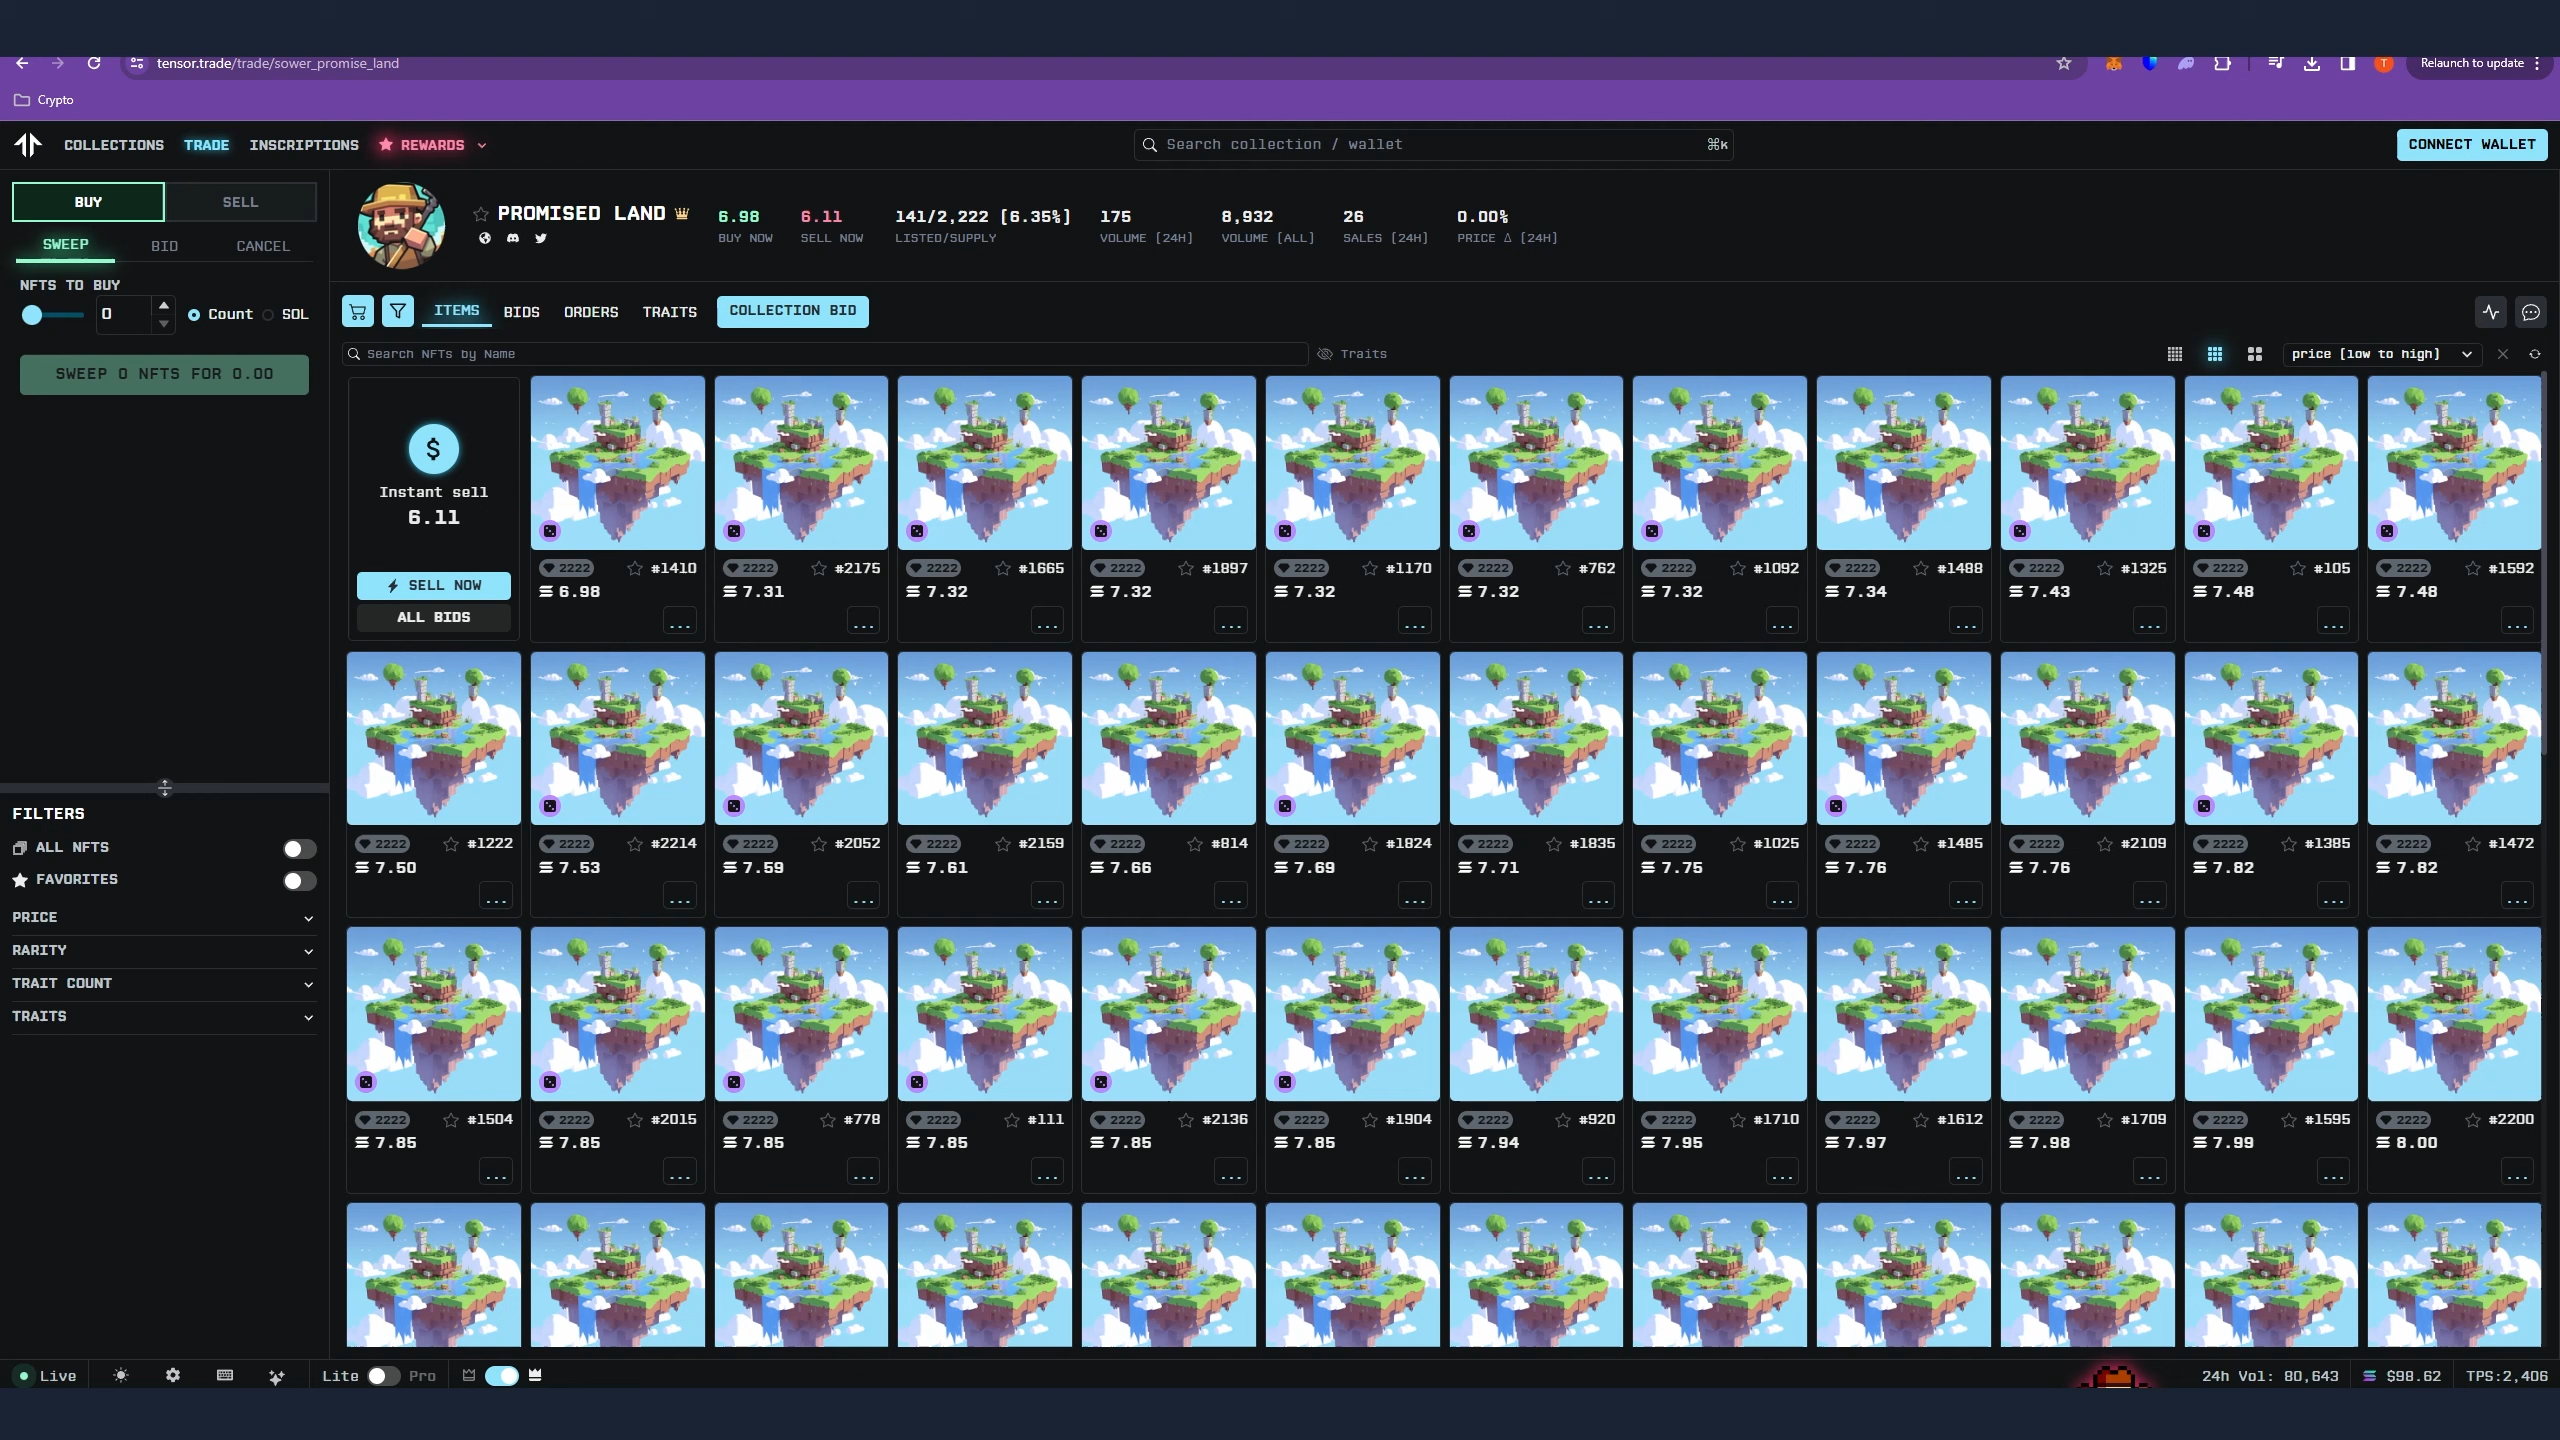 tensor.trade/trade/sower_promise_land
T
Relaunch to update
Crypto
COLLECTIONS TRADE INSCRIPTIONS REWARDS
Search collection / wallet ⌘K
CONNECT WALLET
BUY SELL
SWEEP BID CANCEL
NFTS TO BUY
0 Count SOL
SWEEP 0 NFTS FOR 0.00
PROMISED LAND
6.98 6.11 141/2,222 [6.35%] 175 8,932 26 0.00%
BUY NOW SELL NOW LISTED/SUPPLY VOLUME [24H] VOLUME [ALL] SALES [24H] PRICE Δ [24H]
ITEMS BIDS ORDERS TRAITS COLLECTION BID
Search NFTs by Name Traits price [low to high]
$
Instant sell
6.11
SELL NOW
ALL BIDS
2222 #1410 2222 #2175 2222 #1665 2222 #1897 2222 #1170 2222 #762 2222 #1092 2222 #1488 2222 #1325 2222 #105 2222 #1592
6.98 7.31 7.32 7.32 7.32 7.32 7.32 7.34 7.43 7.48 7.48
... ... ... ... ... ... ... ... ... ... ...
2222 #1222 2222 #2214 2222 #2052 2222 #2159 2222 #814 2222 #1824 2222 #1835 2222 #1025 2222 #1485 2222 #2109 2222 #1385 2222 #1472
7.50 7.53 7.59 7.61 7.66 7.69 7.71 7.75 7.76 7.76 7.82 7.82
... ... ... ... ... ... ... ... ... ... ... ...
2222 #1504 2222 #2015 2222 #778 2222 #111 2222 #2136 2222 #1904 2222 #920 2222 #1710 2222 #1612 2222 #1709 2222 #1595 2222 #2200
7.85 7.85 7.85 7.85 7.85 7.85 7.94 7.95 7.97 7.98 7.99 8.00
... ... ... ... ... ... ... ... ... ... ... ...
FILTERS
ALL NFTS
FAVORITES
PRICE
RARITY
TRAIT COUNT
TRAITS
Live Lite Pro 24h Vol: 80,643 $98.62 TPS:2,406